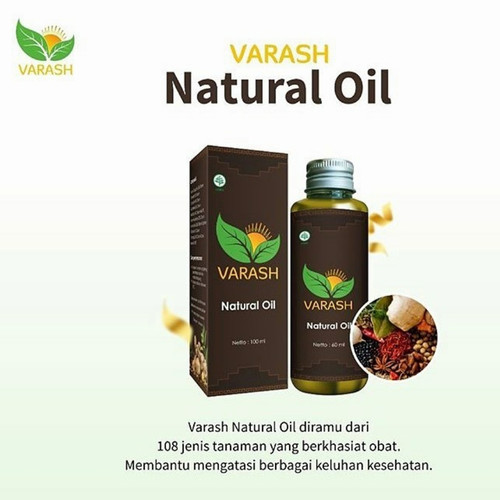 VARASH
VARASH
Natural Oil
VARASH
Natural Oil
Netto : 100 ml
VARASH
Natural Oil
Netto : 60 ml
Varash Natural Oil diramu dari
108 jenis tanaman yang berkhasiat obat.
Membantu mengatasi berbagai keluhan kesehatan.